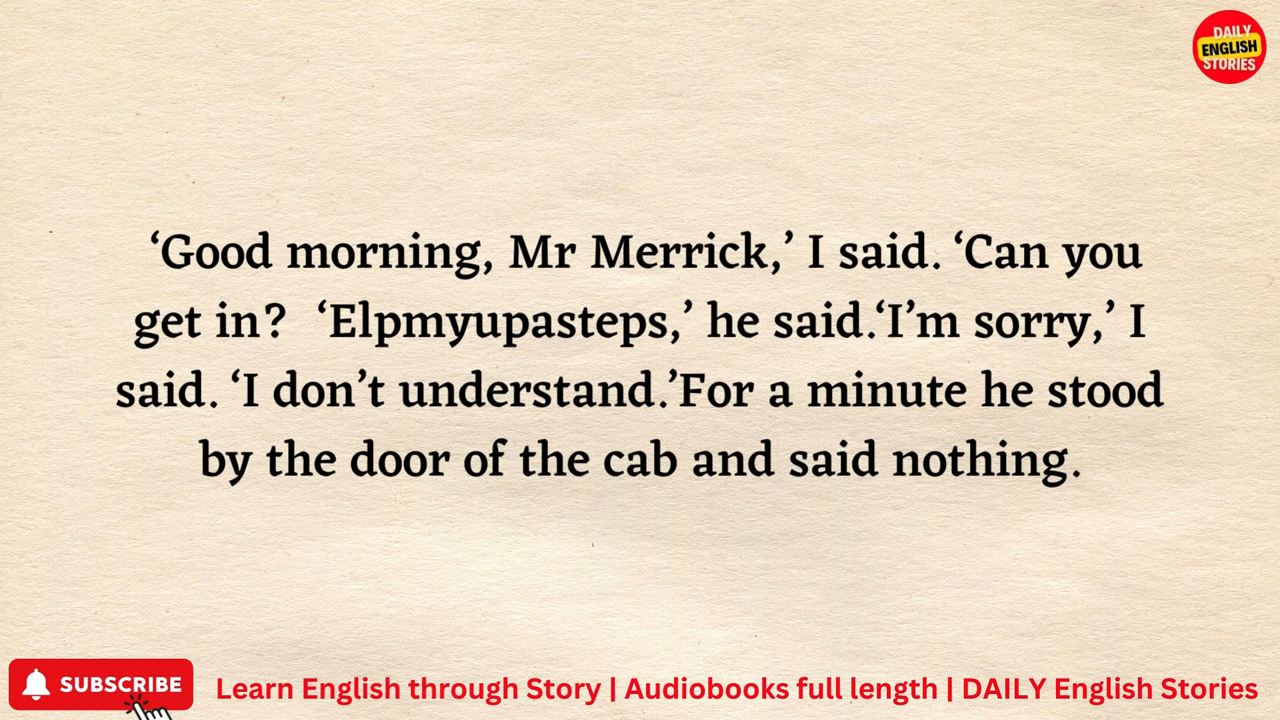 DAILY
ENGLISH
STORIES
‘Good morning, Mr Merrick,’ I said. ‘Can you
get in?  ‘Elpmyupasteps,’ he said.‘I’m sorry,’ I
said. ‘I don’t understand.’For a minute he stood
by the door of the cab and said nothing.
SUBSCRIBE
Learn English through Story | Audiobooks full length | DAILY English Stories